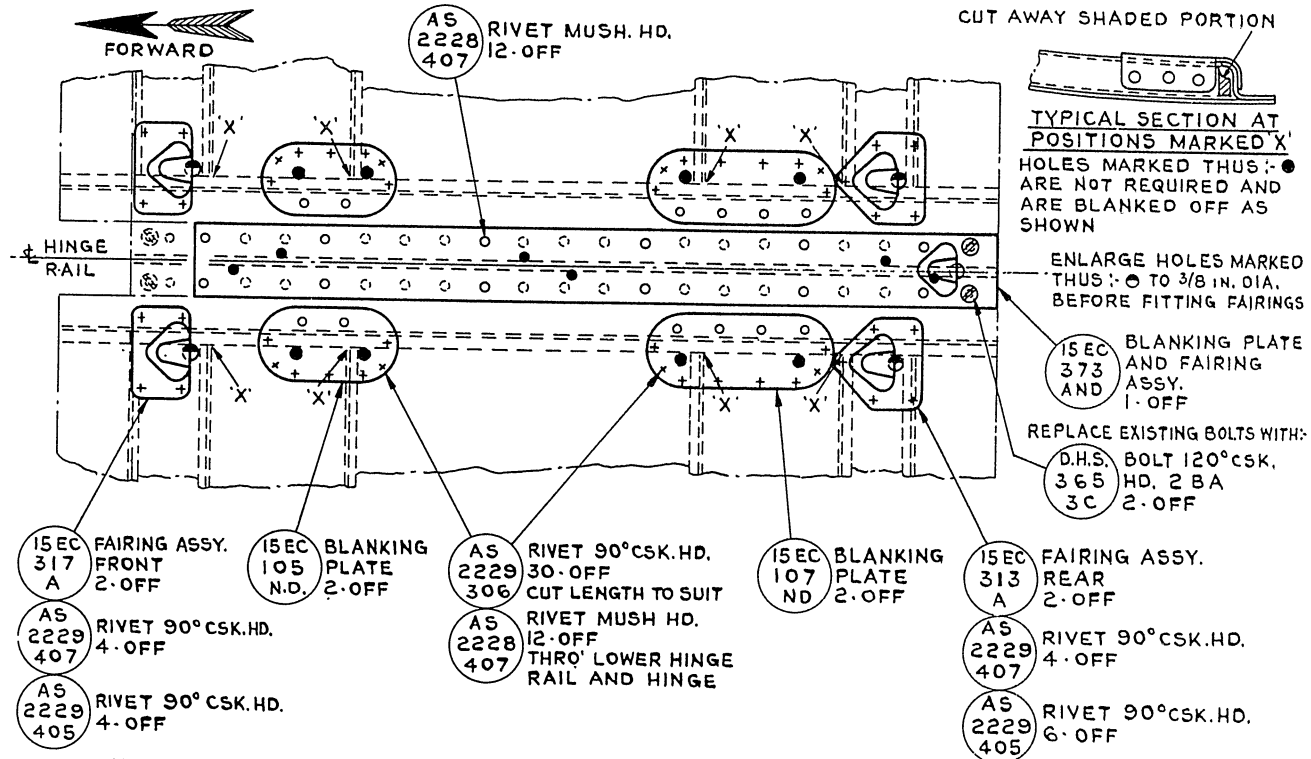 FORWARD
AS
2228
407
RIVET MUSH. HD.
12·OFF
CUT AWAY SHADED PORTION
TYPICAL SECTION AT
POSITIONS MARKED 'X'
HOLES MARKED THUS:- ●
ARE NOT REQUIRED AND
ARE BLANKED OFF AS
SHOWN
'X'
'X'
'X'
'X'
℄ HINGE
RAIL
ENLARGE HOLES MARKED
THUS:- ◓ TO 3/8 IN. DIA.
BEFORE FITTING FAIRINGS
15 EC
373
AND
BLANKING PLATE
AND FAIRING
ASSY.
1·OFF
'X'
'X'
'X'
'X'
REPLACE EXISTING BOLTS WITH:-
D.H.S.
365
3C
BOLT 120° CSK.
HD. 2 BA
2·OFF
15 EC
317
A
FAIRING ASSY.
FRONT
2·OFF
AS
2229
407
RIVET 90° CSK. HD.
4·OFF
AS
2229
405
RIVET 90° CSK. HD.
4·OFF
15 EC
105
N.D.
BLANKING
PLATE
2·OFF
AS
2229
306
RIVET 90° CSK. HD.
30·OFF
CUT LENGTH TO SUIT
AS
2228
407
RIVET MUSH HD.
12·OFF
THRO' LOWER HINGE
RAIL AND HINGE
15 EC
107
ND
BLANKING
PLATE
2·OFF
15 EC
313
A
FAIRING ASSY.
REAR
2·OFF
AS
2229
407
RIVET 90° CSK. HD.
4·OFF
AS
2229
405
RIVET 90° CSK. HD.
6·OFF